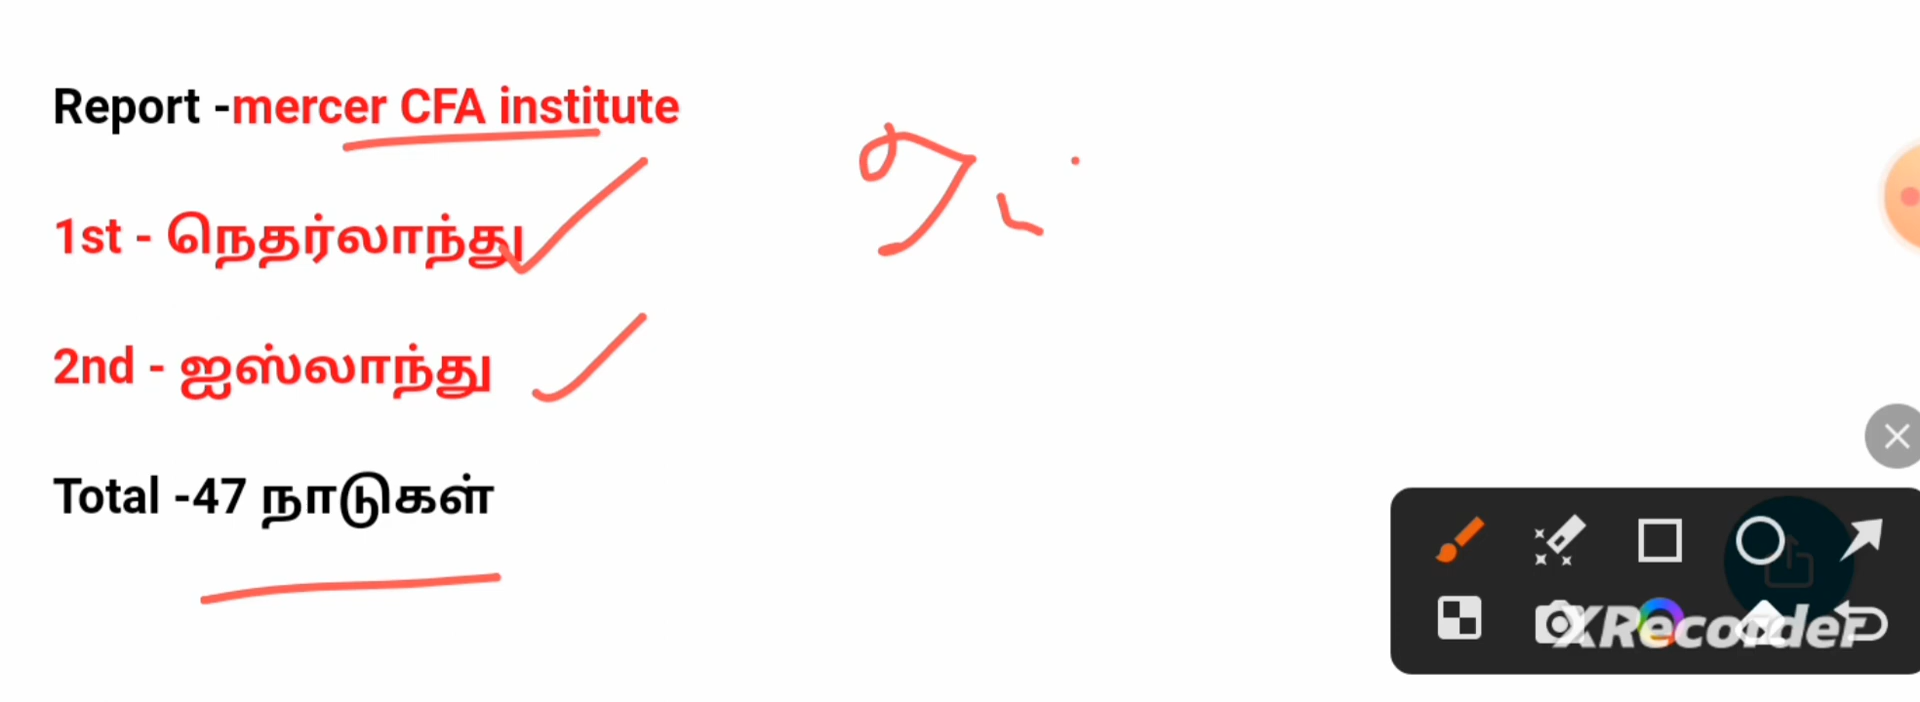 Report -mercer CFA institute
1st - நெதர்லாந்து
2nd - ஐஸ்லாந்து
Total -47 நாடுகள்
XRecorder